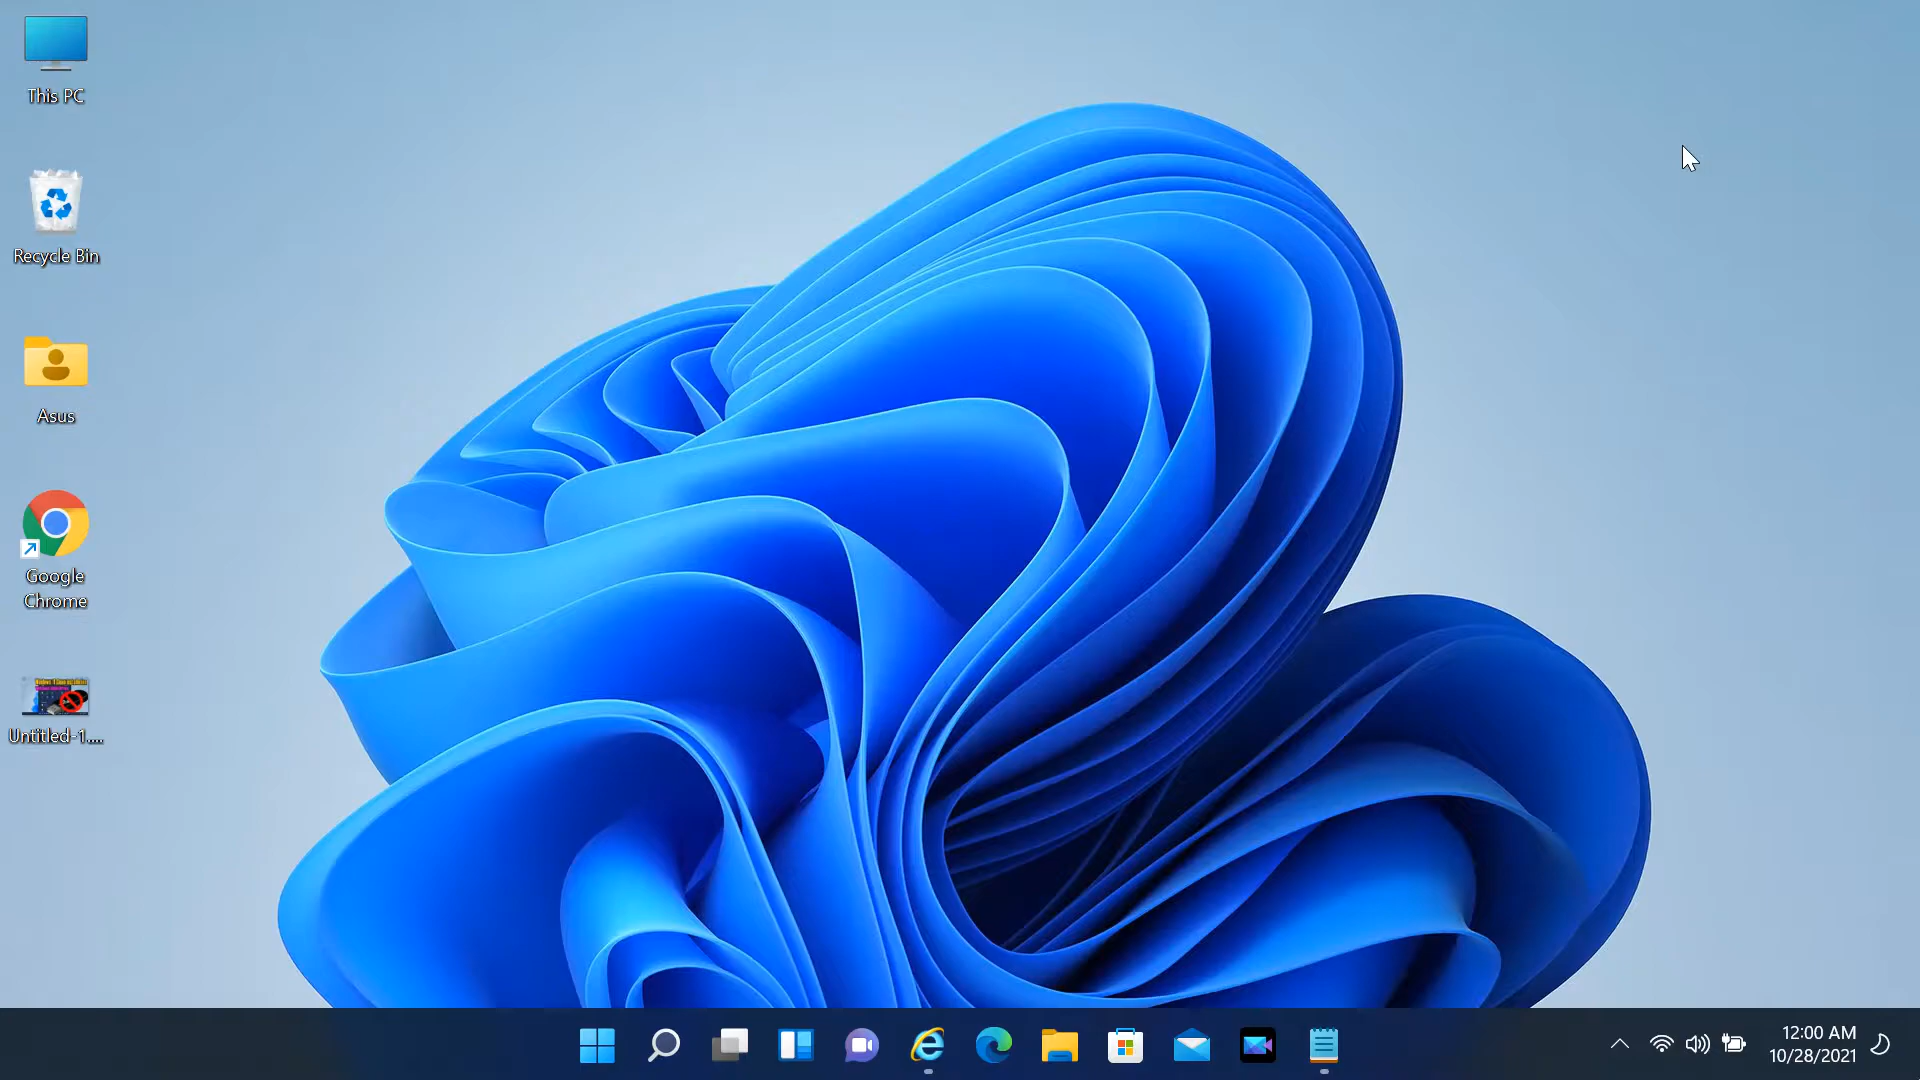 This PC
Recycle Bin
Asus
Google
Chrome
Untitled-1....
12:00 AM
10/28/2021